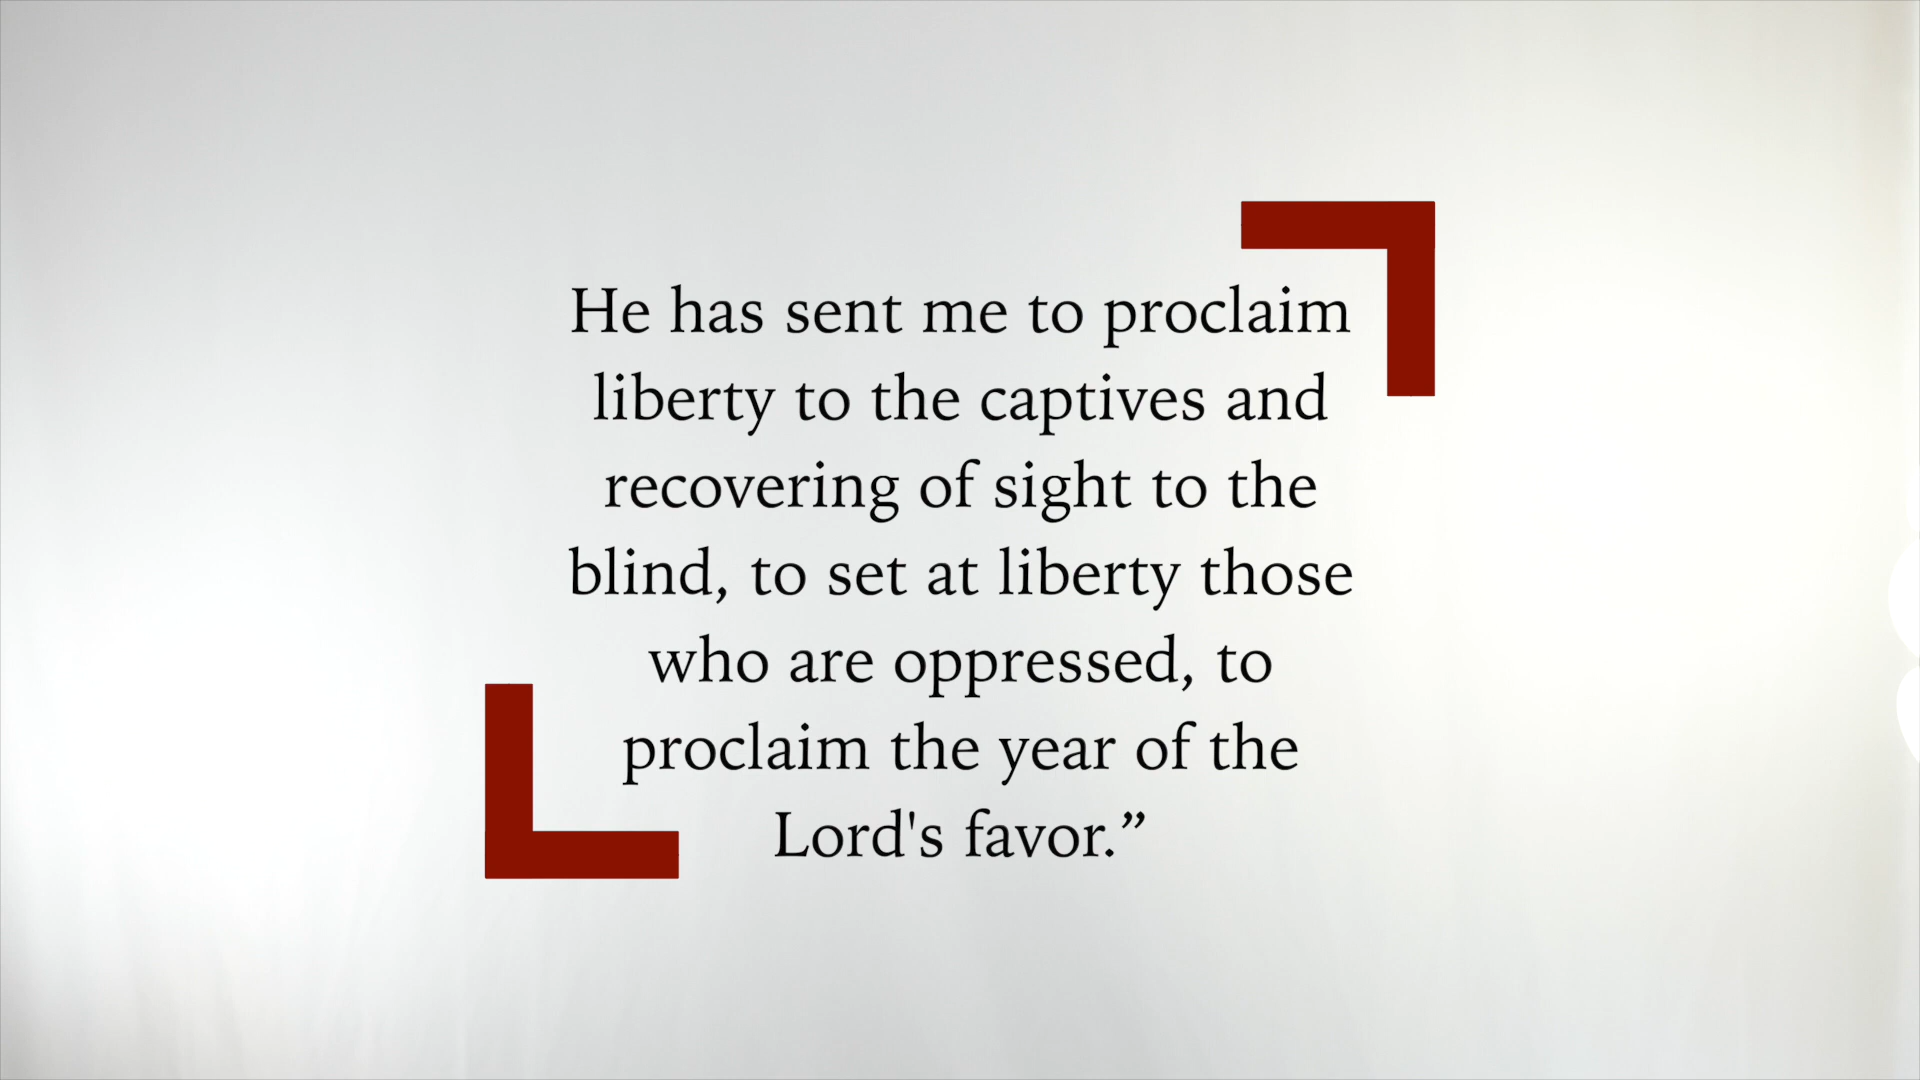 He has sent me to proclaim
liberty to the captives and
recovering of sight to the
blind, to set at liberty those
who are oppressed, to
proclaim the year of the
Lord's favor.”